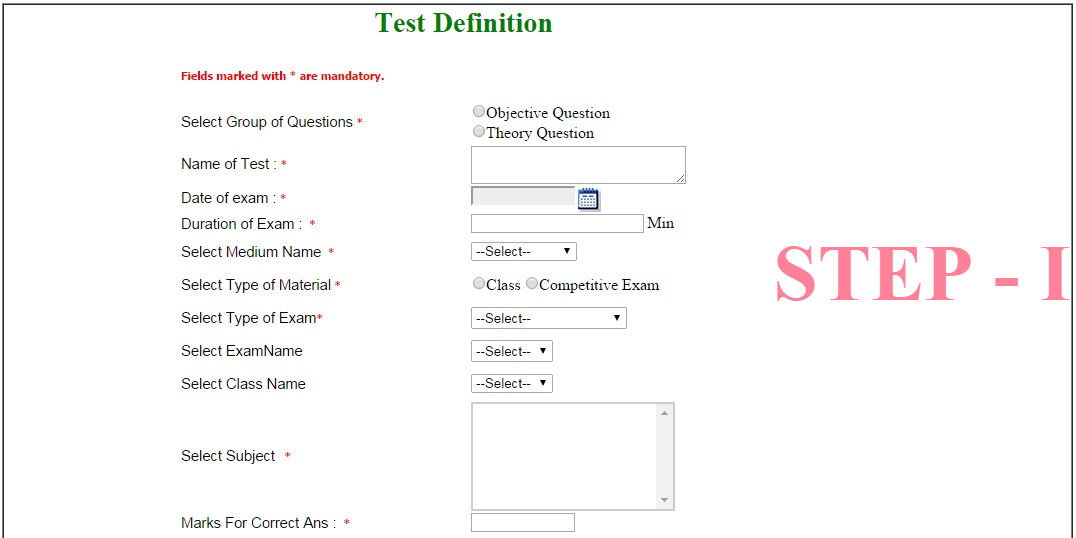 Test Definition
Fields marked with * are mandatory.
Select Group of Questions *
Objective Question
Theory Question
Name of Test : *
Date of exam : *
Duration of Exam : * Min
Select Medium Name * --Select--
STEP - I
Select Type of Material * Class Competitive Exam
Select Type of Exam* --Select--
Select ExamName --Select--
Select Class Name --Select--
Select Subject *
Marks For Correct Ans : *